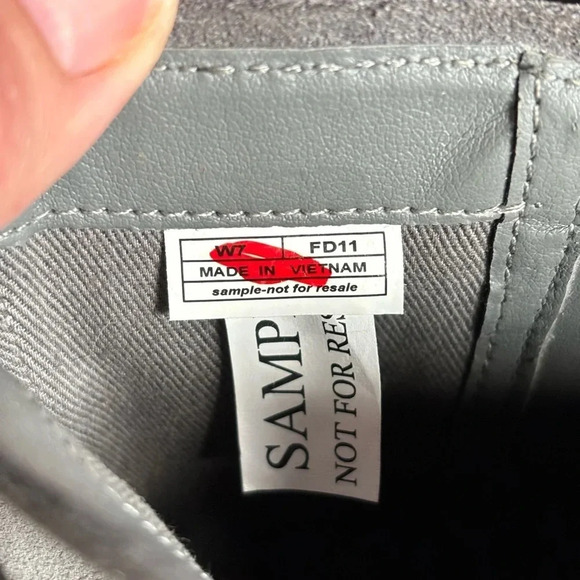 W7 FD11
MADE IN VIETNAM
sample-not for resale
SAMP
NOT FOR RES